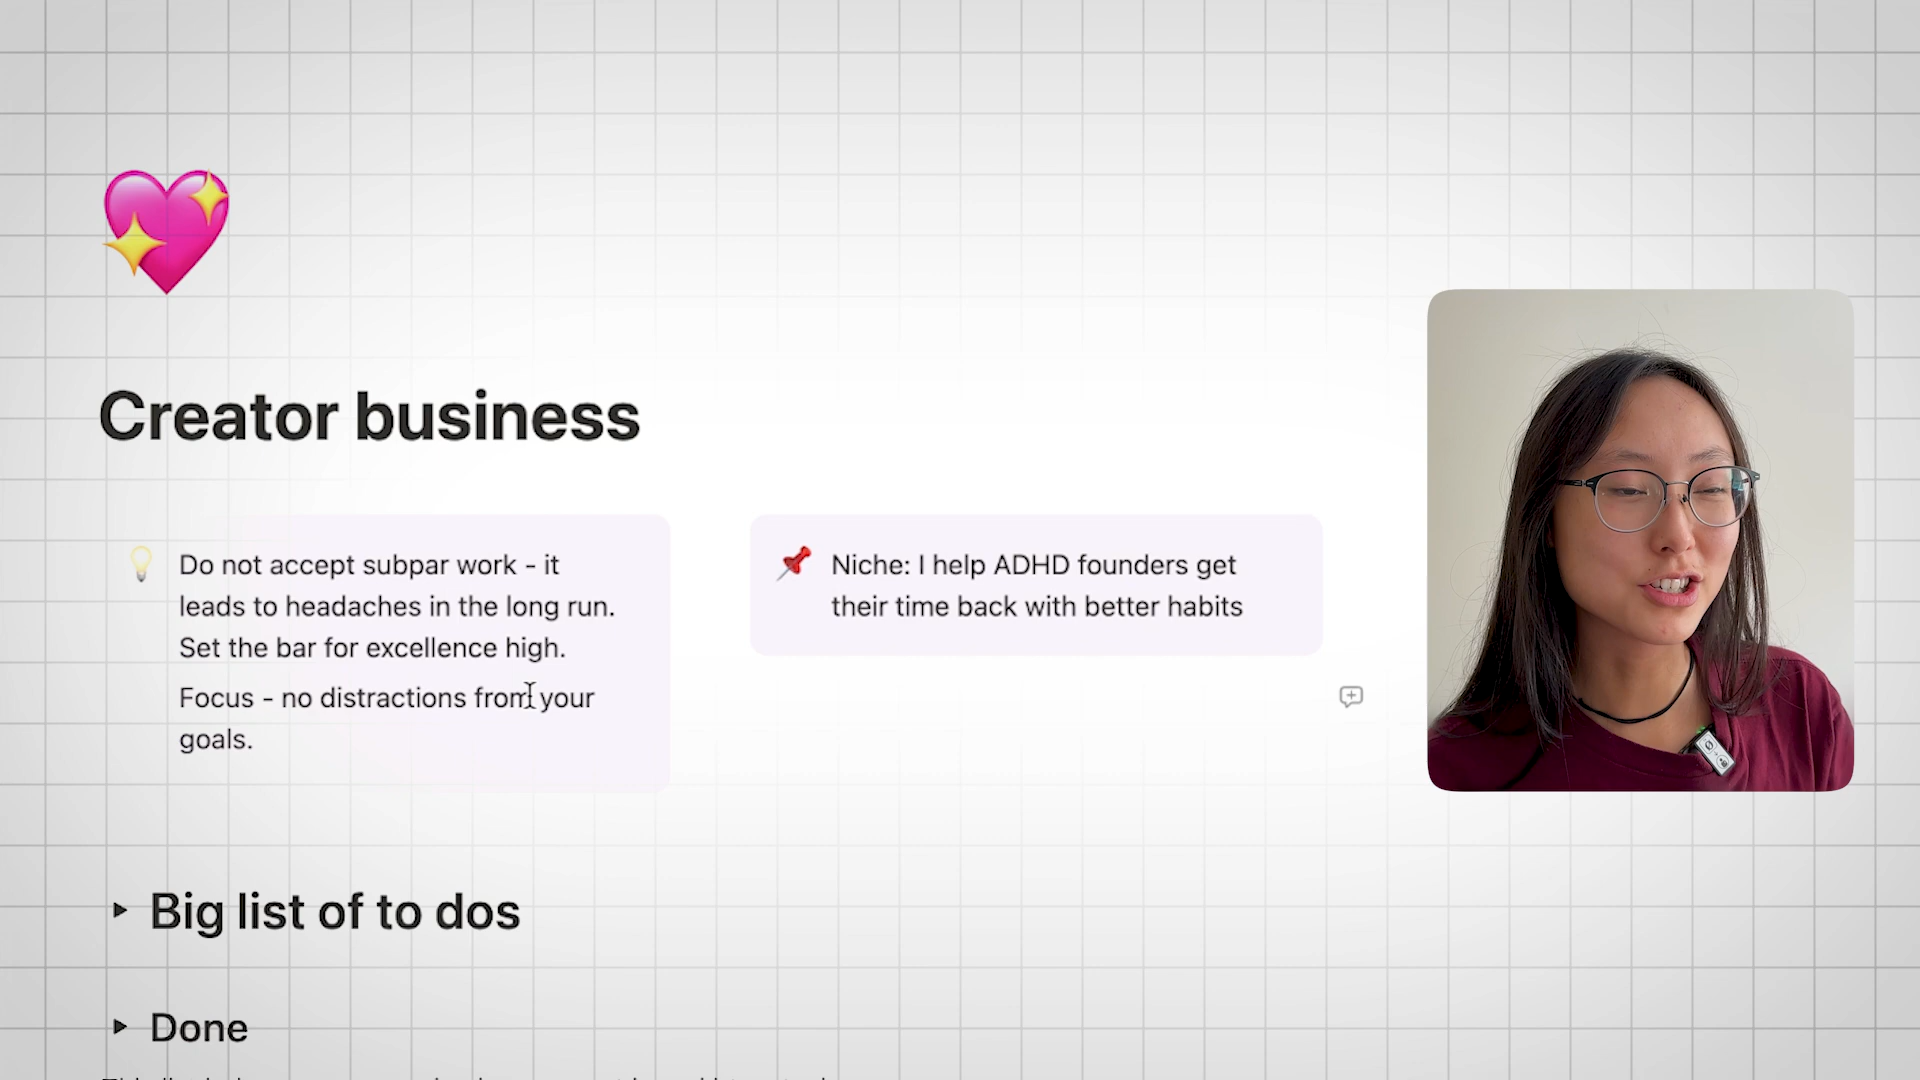 Creator business
Do not accept subpar work - it
leads to headaches in the long run.
Set the bar for excellence high.
Focus - no distractions from your
goals.
Niche: I help ADHD founders get
their time back with better habits
Big list of to dos
Done